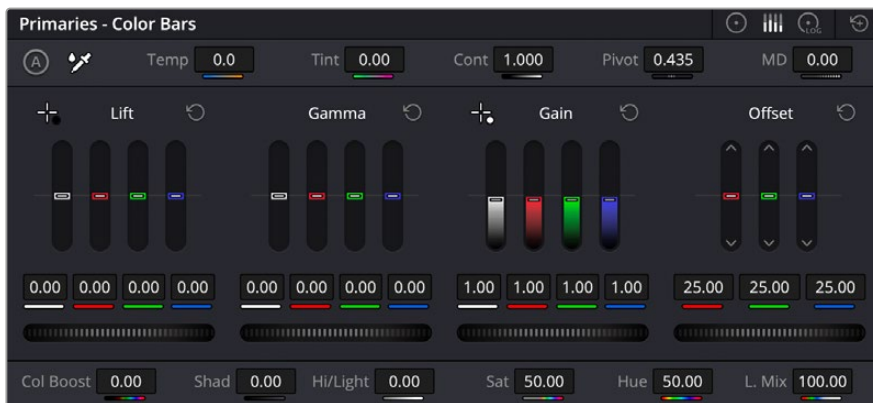 Primaries - Color Bars
LOG
A Temp 0.0 Tint 0.00 Cont 1.000 Pivot 0.435 MD 0.00
Lift Gamma Gain Offset
0.00 0.00 0.00 0.00 0.00 0.00 0.00 0.00 1.00 1.00 1.00 1.00 25.00 25.00 25.00
Col Boost 0.00 Shad 0.00 Hi/Light 0.00 Sat 50.00 Hue 50.00 L. Mix 100.00